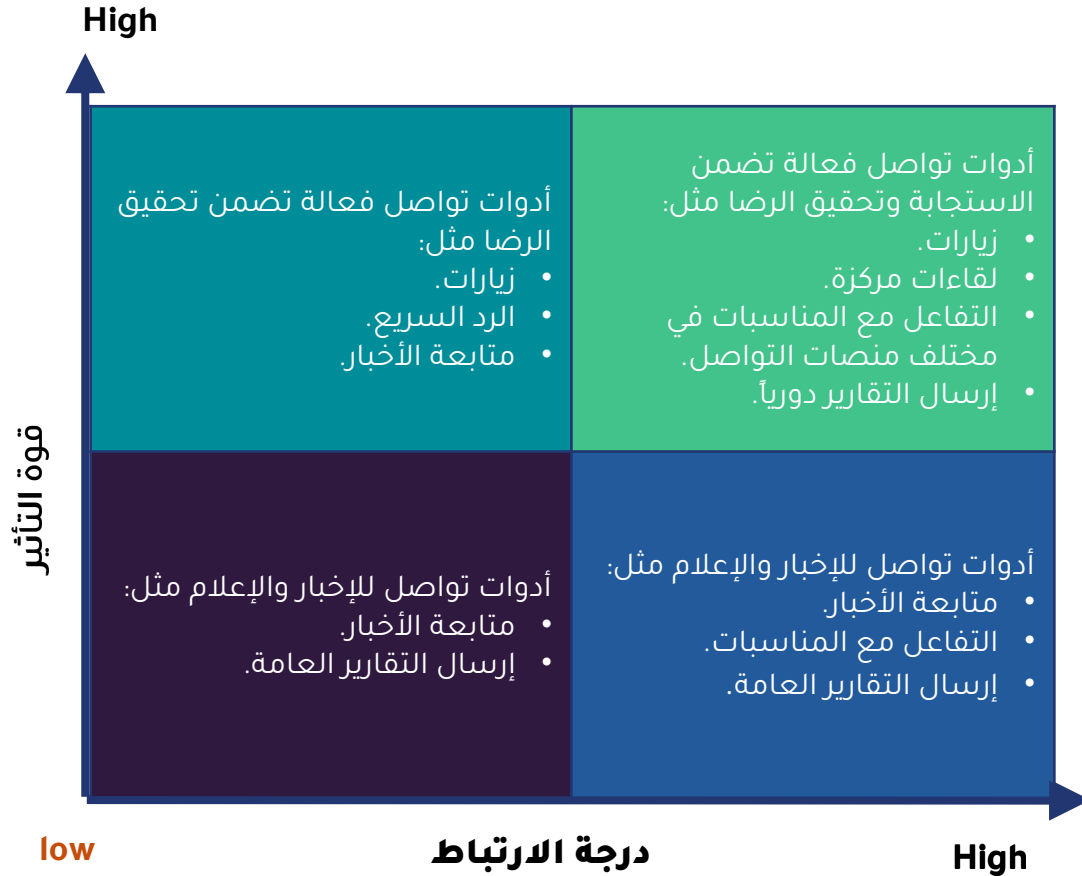 High
أدوات تواصل فعالة تضمن
الاستجابة وتحقيق الرضا مثل:
• زيارات.
• لقاءات مركزة.
• التفاعل مع المناسبات في
مختلف منصات التواصل.
• إرسال التقارير دورياً.
أدوات تواصل فعالة تضمن تحقيق
الرضا مثل:
• زيارات.
• الرد السريع.
• متابعة الأخبار.
قوة التأثير
أدوات تواصل للإخبار والإعلام مثل:
• متابعة الأخبار.
• التفاعل مع المناسبات.
• إرسال التقارير العامة.
أدوات تواصل للإخبار والإعلام مثل:
• متابعة الأخبار.
• إرسال التقارير العامة.
low
درجة الارتباط
High